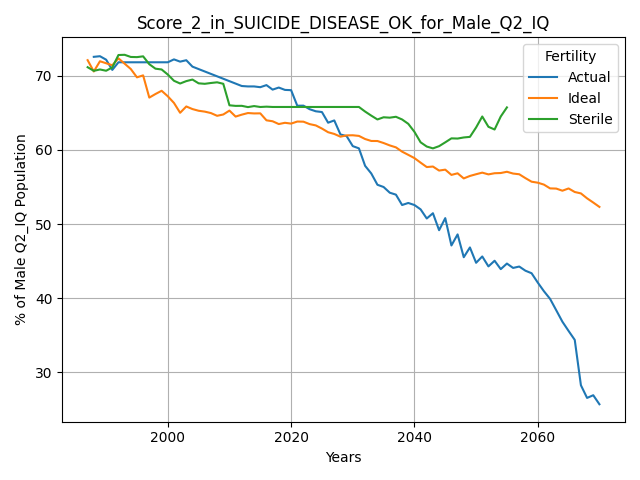 Score_2_in_SUICIDE_DISEASE_OK_for_Male_Q2_IQ
Fertility
Actual
Ideal
Sterile
% of Male Q2_IQ Population
70
60
50
40
30
2000
2020
2040
2060
Years